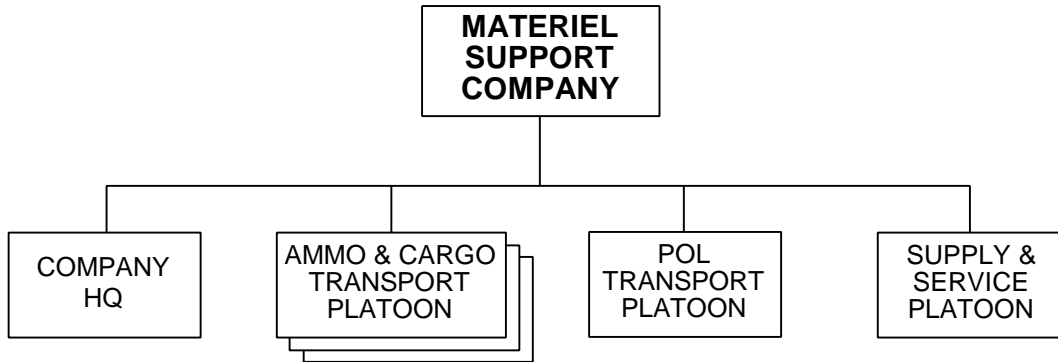 MATERIEL
SUPPORT
COMPANY
COMPANY
HQ
AMMO & CARGO
TRANSPORT
PLATOON
POL
TRANSPORT
PLATOON
SUPPLY &
SERVICE
PLATOON